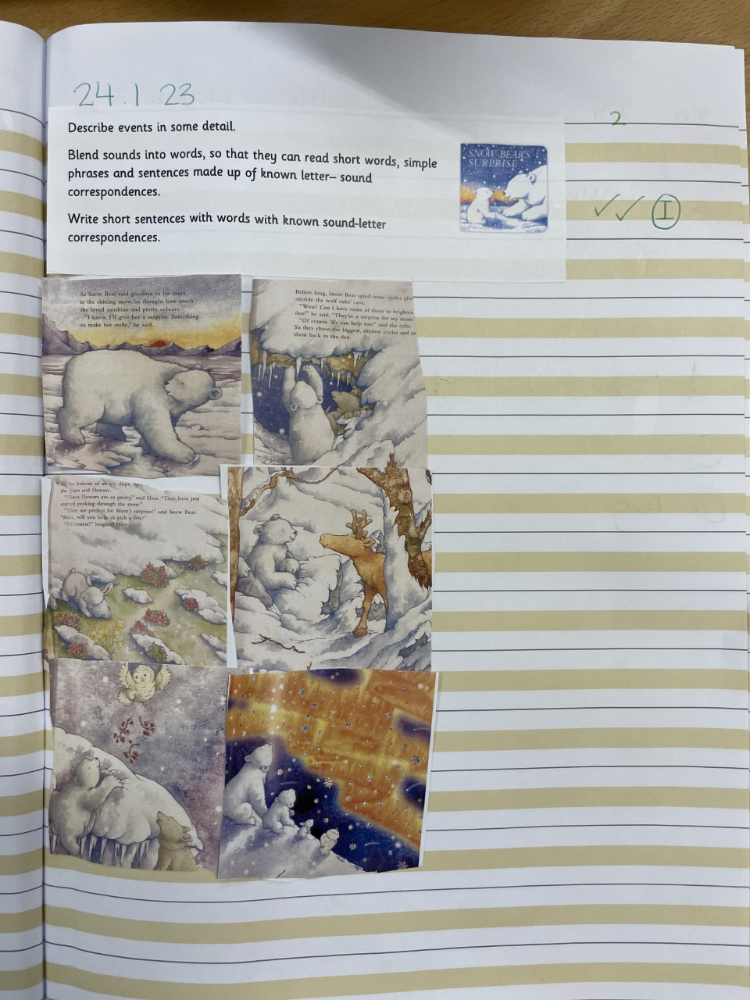 24.1.23
2
Describe events in some detail.
Blend sounds into words, so that they can read short words, simple
phrases and sentences made up of known letter– sound
correspondences.
Write short sentences with words with known sound-letter
correspondences.
SNOW BEAR'S
SURPRISE
✓✓ I
As Snow Bear said goodbye to his mum
in the shining snow, he thought how much
she loved sunshine and pretty colours.
"I know, I'll give her a surprise. Something
to make her smile," he said.
Before long, Snow Bear spied some icicles
outside the wolf cubs' cave.
"Wow! Can I have some of these to brighten
den?" he said. "They're a surprise for my mum."
"Of course. We can help too!" said the cubs.
So they chose the biggest, shiniest icicles and
them back to the den.
At the bottom of an icy slope, they
the grass and flowers.
"These flowers are so pretty," said Hare. "They have just
started peeking through the snow."
"They are perfect for Mum's surprise!" said Snow Bear.
"Hare, will you help us pick a few?"
"Of course!" laughed Hare.